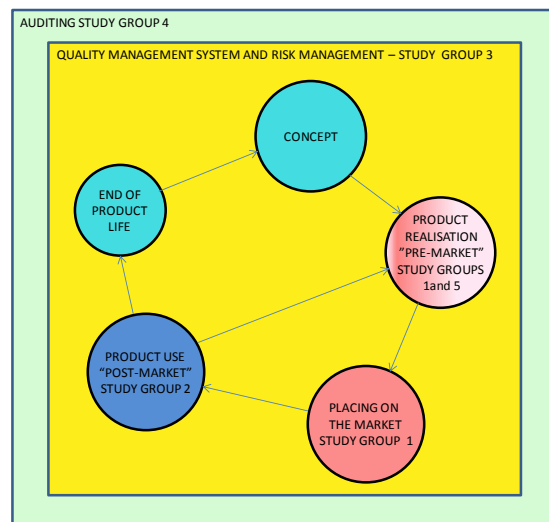 AUDITING STUDY GROUP 4
QUALITY MANAGEMENT SYSTEM AND RISK MANAGEMENT – STUDY GROUP 3
CONCEPT
END OF
PRODUCT
LIFE
PRODUCT
REALISATION
“PRE-MARKET”
STUDY GROUPS
1and 5
PRODUCT USE
“POST-MARKET”
STUDY GROUP 2
PLACING ON
THE MARKET
STUDY GROUP 1